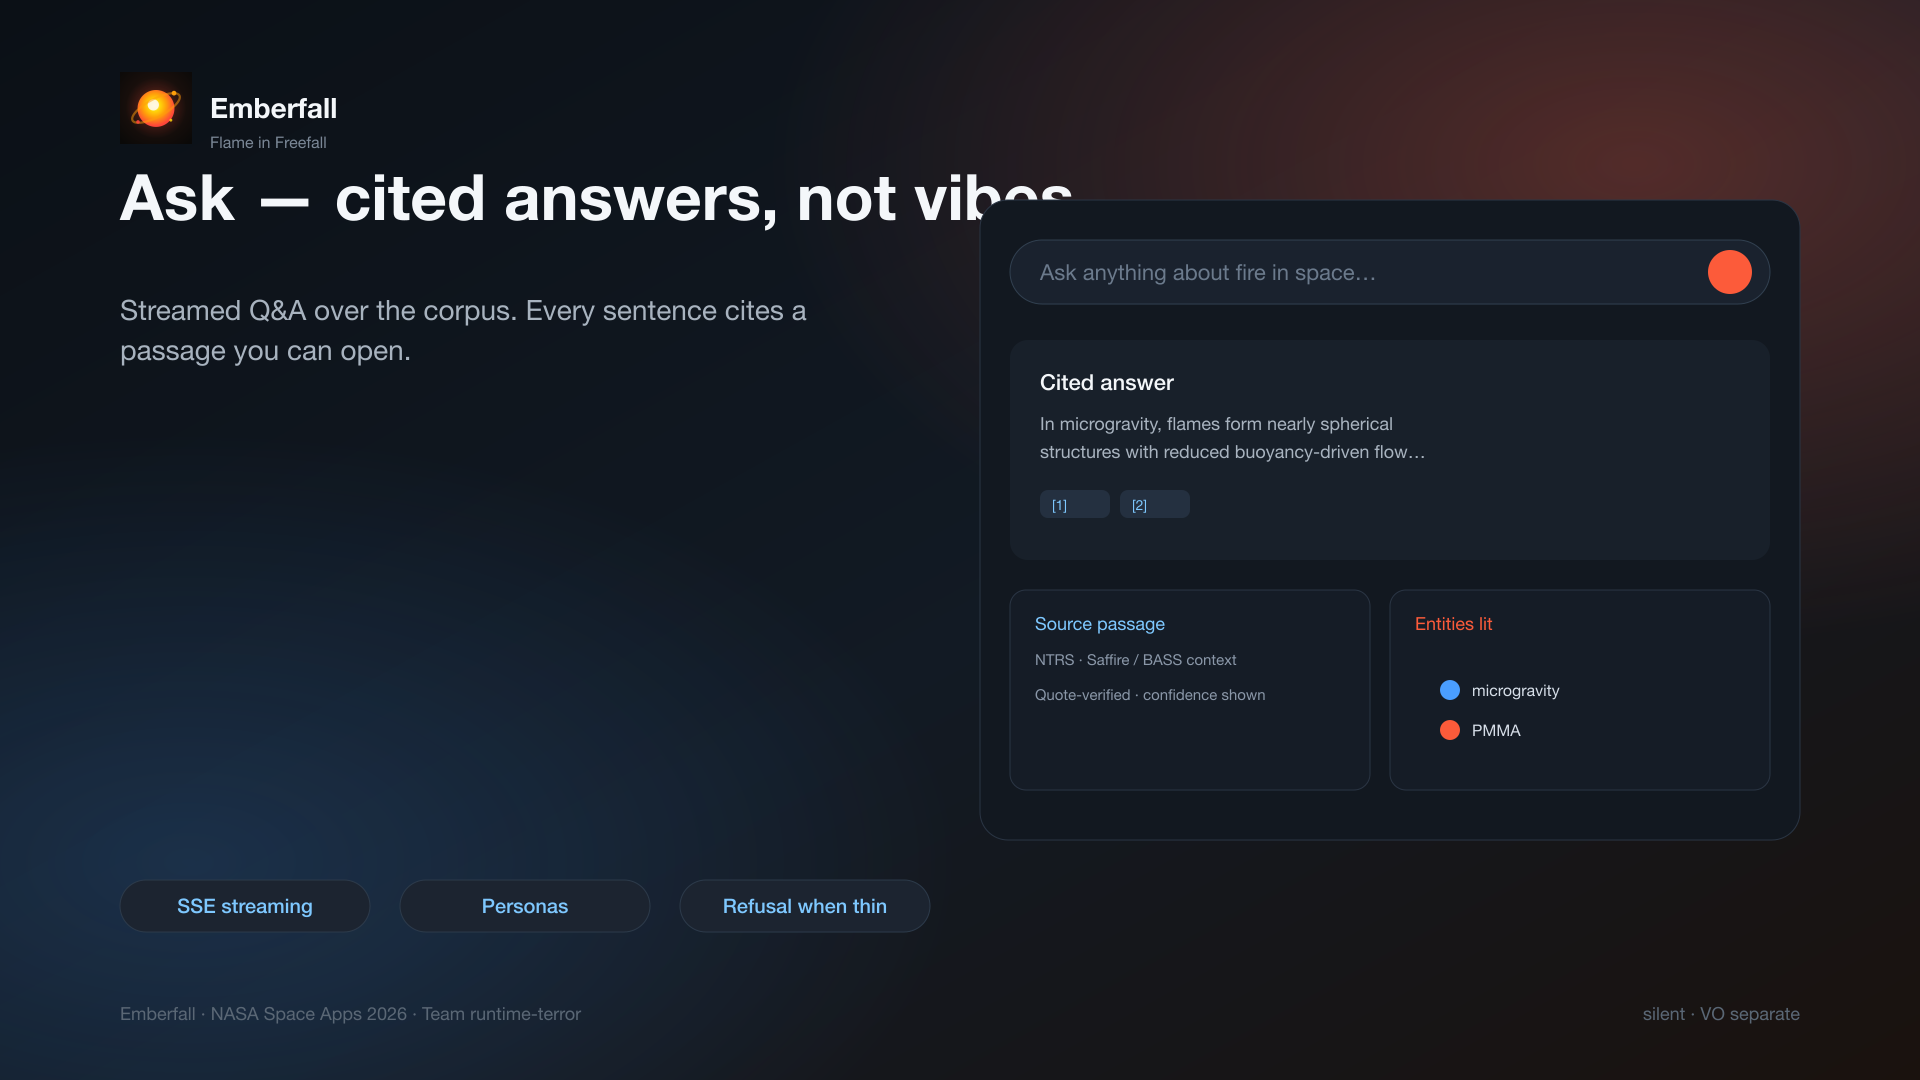 Emberfall
Flame in Freefall
Ask — cited answers, not vibes
Streamed Q&A over the corpus. Every sentence cites a
passage you can open.
Ask anything about fire in space…
Cited answer
In microgravity, flames form nearly spherical
structures with reduced buoyancy-driven flow…
[1] [2]
Source passage
NTRS · Saffire / BASS context
Quote-verified · confidence shown
Entities lit
microgravity
PMMA
SSE streaming
Personas
Refusal when thin
Emberfall · NASA Space Apps 2026 · Team runtime-terror
silent · VO separate